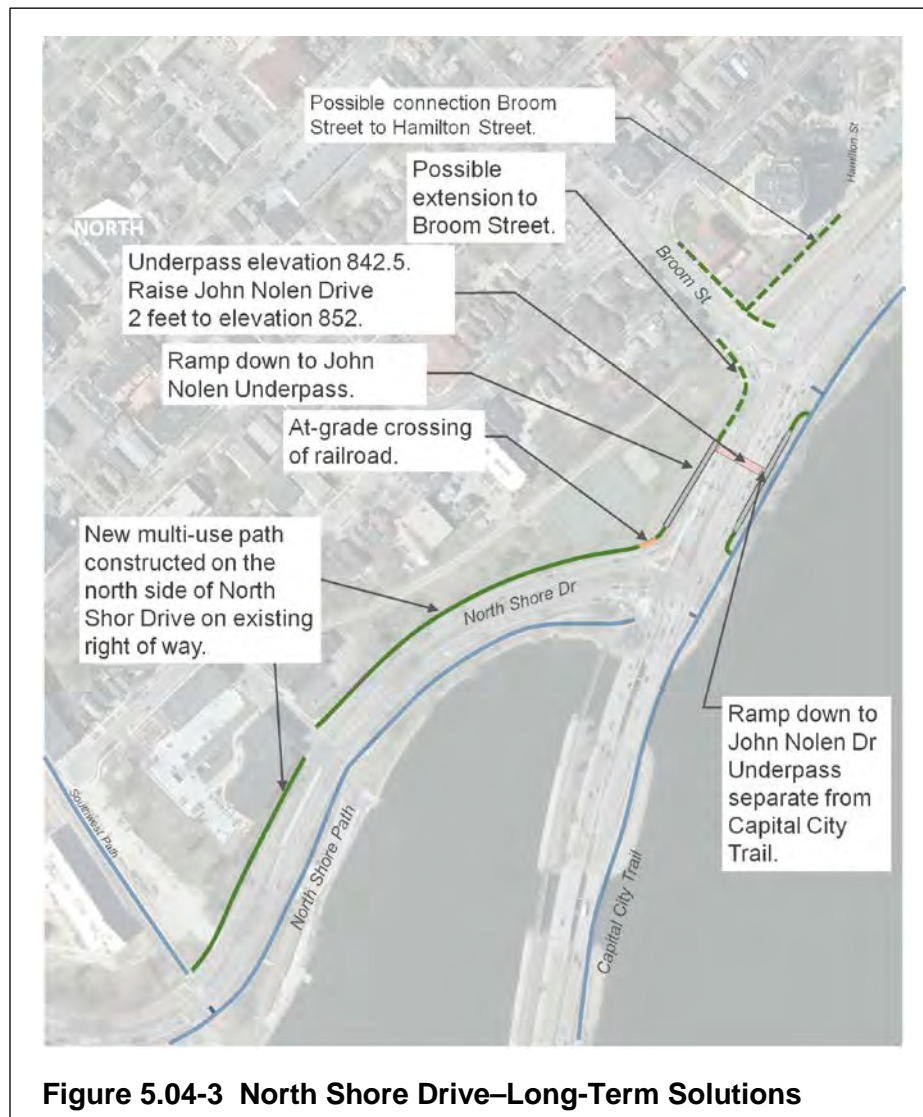 Possible connection Broom
Street to Hamilton Street.
Hamilton St
Possible
extension to
Broom Street.
NORTH
Underpass elevation 842.5.
Raise John Nolen Drive
2 feet to elevation 852.
Broom St
Ramp down to John
Nolen Underpass.
At-grade crossing
of railroad.
New multi-use path
constructed on the
north side of North
Shor Drive on existing
right of way.
North Shore Dr
Ramp down to
John Nolen Dr
Underpass
separate from
Capital City
Trail.
Southwest Path
North Shore Path
Capital City Trail
Figure 5.04-3 North Shore Drive–Long-Term Solutions